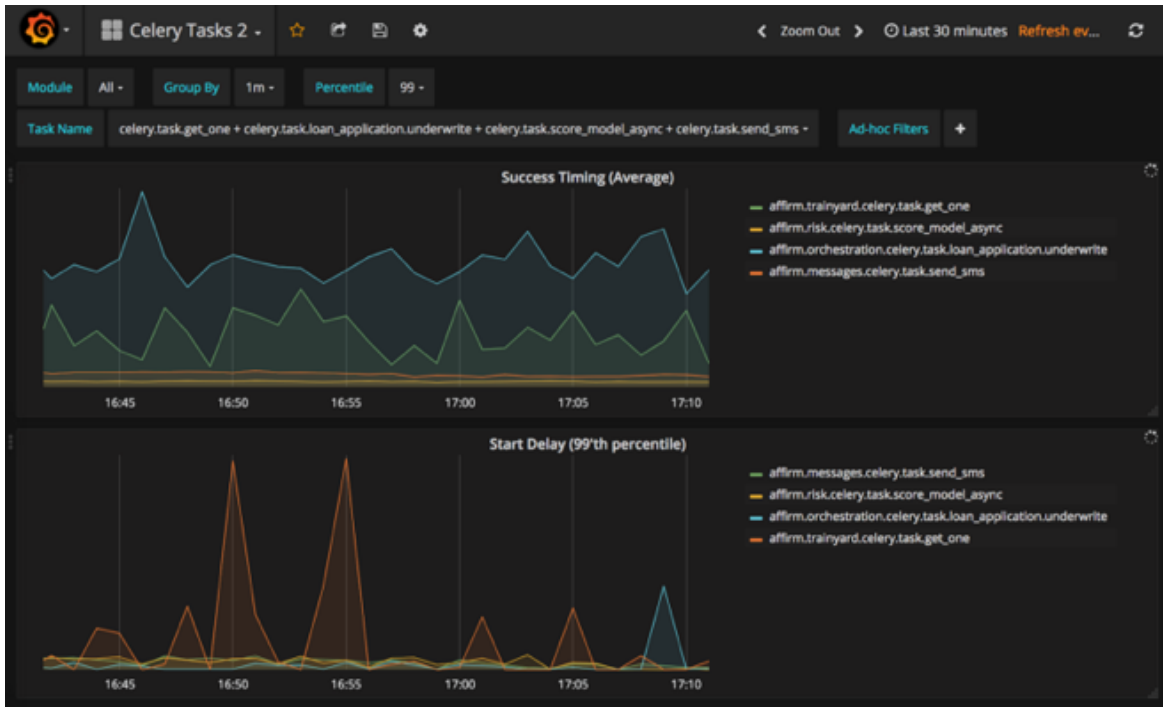 Celery Tasks 2
Zoom Out
Last 30 minutes Refresh ev...
Module All Group By 1m Percentile 99
Task Name celery.task.get_one + celery.task.loan_application.underwrite + celery.task.score_model_async + celery.task.send_sms Ad-hoc Filters +
Success Timing (Average)
affirm.trainyard.celery.task.get_one
affirm.risk.celery.task.score_model_async
affirm.orchestration.celery.task.loan_application.underwrite
affirm.messages.celery.task.send_sms
16:45 16:50 16:55 17:00 17:05 17:10
Start Delay (99'th percentile)
affirm.messages.celery.task.send_sms
affirm.risk.celery.task.score_model_async
affirm.orchestration.celery.task.loan_application.underwrite
affirm.trainyard.celery.task.get_one
16:45 16:50 16:55 17:00 17:05 17:10